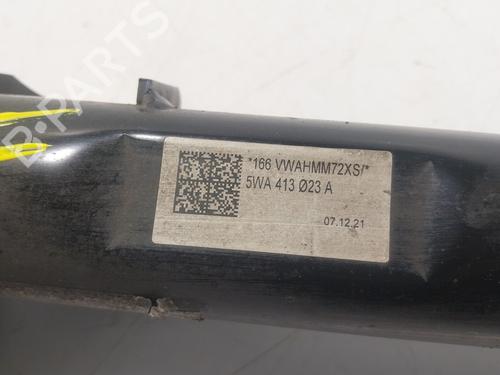 B-PARTS
*166 VWAHMM72XS/*
5WA 413 Ø23 A
07.12.21